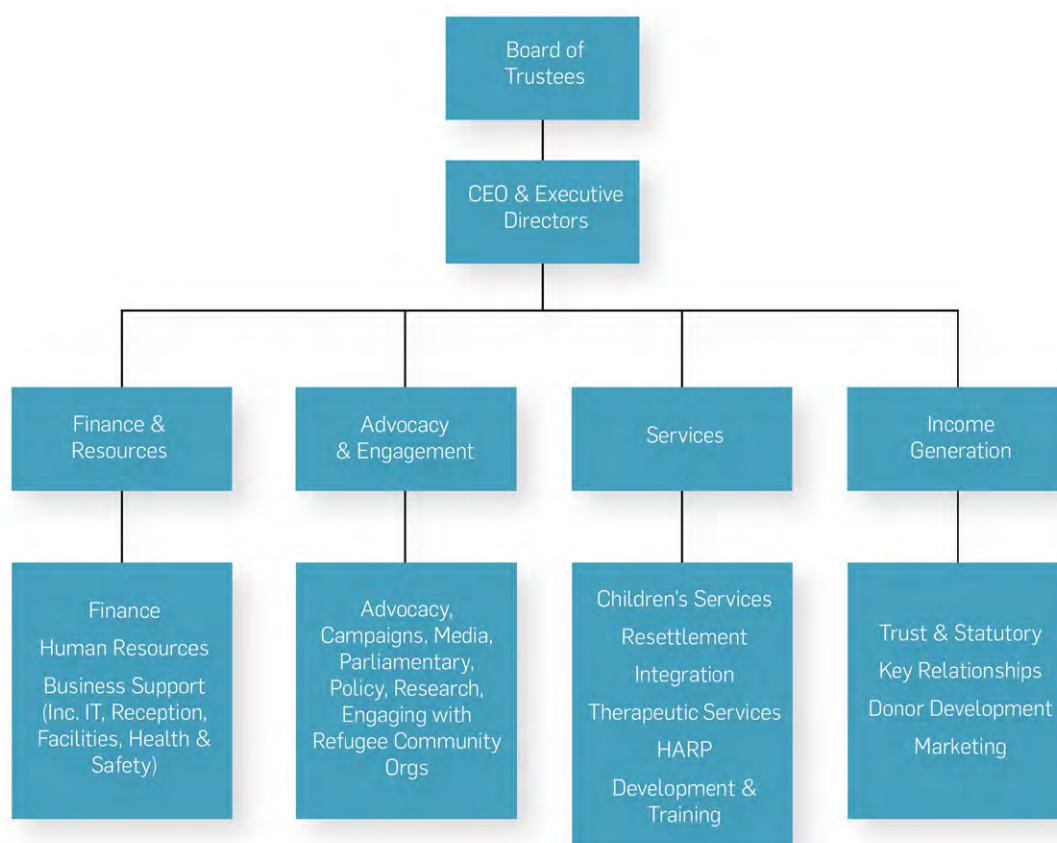 Board of
Trustees
CEO & Executive
Directors
Finance &
Resources
Advocacy
& Engagement
Services
Income
Generation
Finance
Human Resources
Business Support
(Inc. IT, Reception,
Facilities, Health &
Safety)
Advocacy,
Campaigns, Media,
Parliamentary,
Policy, Research,
Engaging with
Refugee Community
Orgs
Children's Services
Resettlement
Integration
Therapeutic Services
HARP
Development &
Training
Trust & Statutory
Key Relationships
Donor Development
Marketing